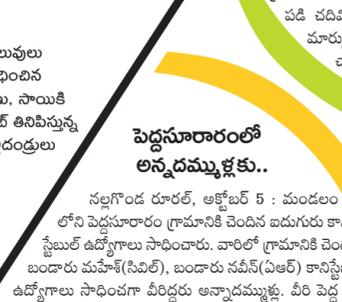 పడి చదివి
లువులు
ధించిన
సాయికి
తినిపిస్తున్న
దండ్రులు
పెద్దసూరారంలో
అన్నదమ్ముళ్లకు..
నల్లగొండ రూరల్, అక్టోబర్ 5 : మండలం
లోని పెద్దసూరారం గ్రామానికి చెందిన ఐదుగురు కా
స్టేబుల్ ఉద్యోగాలు సాధించారు. వారిలో గ్రామానికి చెం
బండారు మహేశ్(సివిల్), బండారు నవీన్(ఏఆర్) కానిస్టే
ఉద్యోగాలు సాధించగా వీరిద్దరు అన్నాదమ్ముళ్లు. వీరి పెద్ద